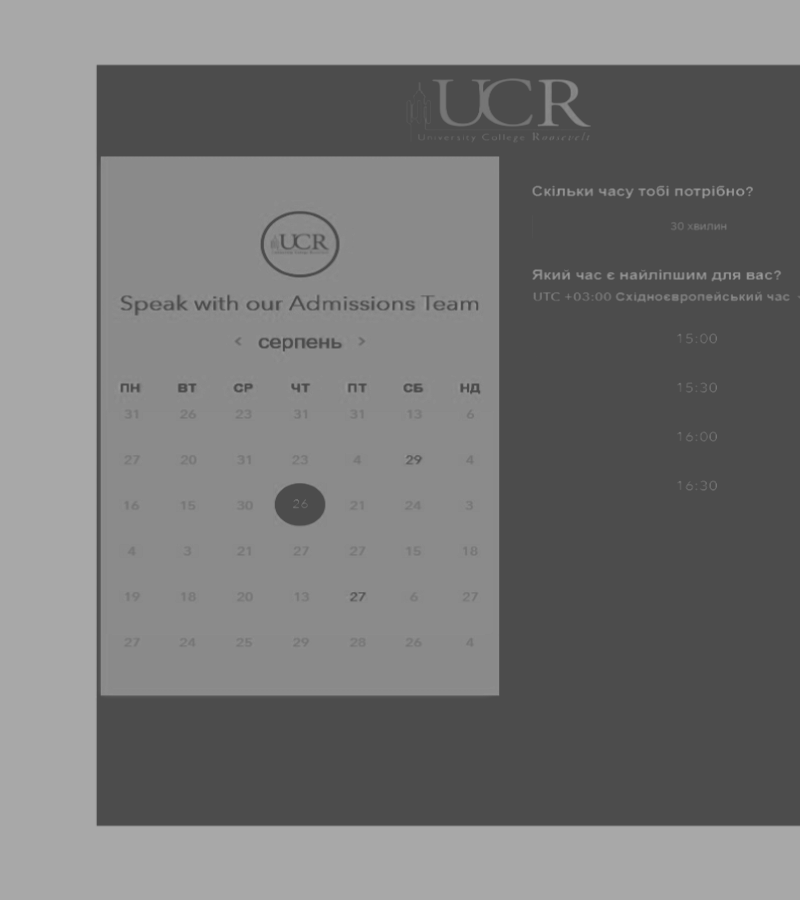 UCR
University College Roosevelt
UCR
Speak with our Admissions Team
‹ серпень ›
ПН ВТ СР ЧТ ПТ СБ НД
31 26 23 31 31 13 6
27 20 31 23 4 29 4
16 15 30 26 21 24 3
4 3 21 27 27 15 18
19 18 20 13 27 6 27
27 24 25 29 28 26 4
Скільки часу тобі потрібно?
30 хвилин
Який час є найліпшим для вас?
UTC +03:00 Східноєвропейський час
15:00
15:30
16:00
16:30